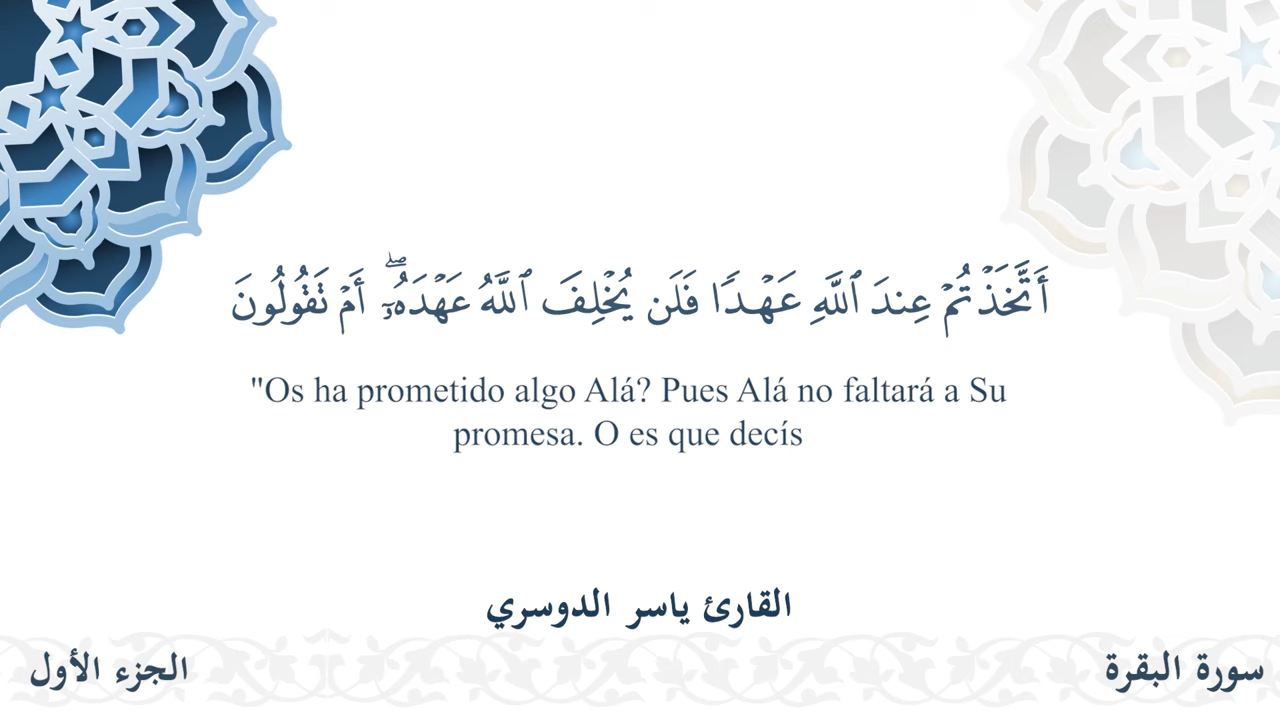 أَتَّخَذْتُمْ عِندَ ٱللَّهِ عَهْدًا فَلَن يُخْلِفَ ٱللَّهُ عَهْدَهُۥٓ ۖ أَمْ تَقُولُونَ
"Os ha prometido algo Alá? Pues Alá no faltará a Su
promesa. O es que decís
القارئ ياسر الدوسري
سورة البقرة
الجزء الأول